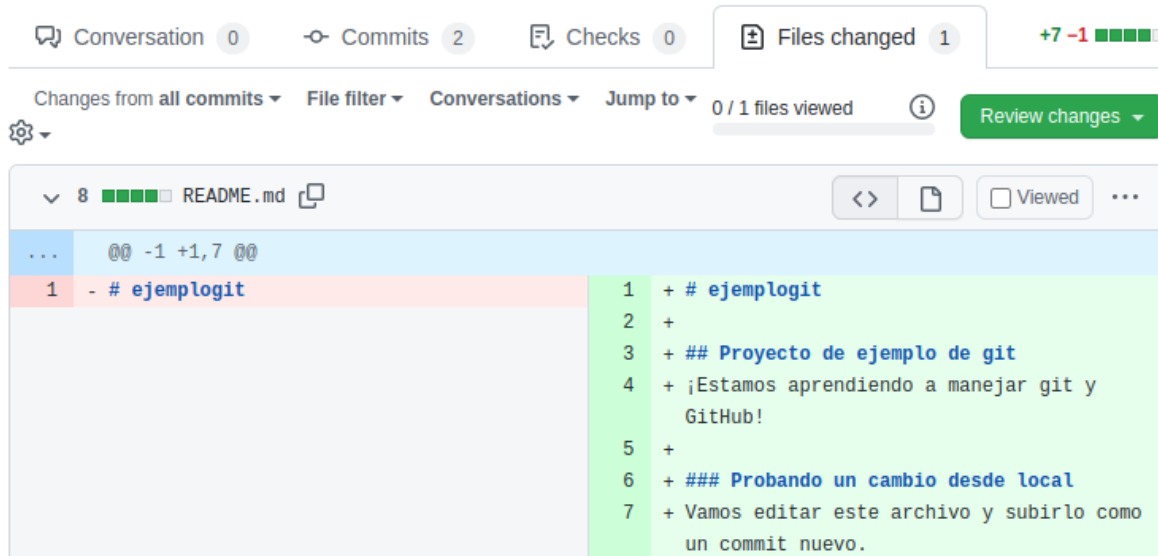 Conversation 0 Commits 2 Checks 0 Files changed 1 +7 −1
Changes from all commits File filter Conversations Jump to 0 / 1 files viewed Review changes
8 README.md Viewed
... @@ -1 +1,7 @@
1 - # ejemplogit 1 + # ejemplogit
2 +
3 + ## Proyecto de ejemplo de git
4 + ¡Estamos aprendiendo a manejar git y
GitHub!
5 +
6 + ### Probando un cambio desde local
7 + Vamos editar este archivo y subirlo como
un commit nuevo.